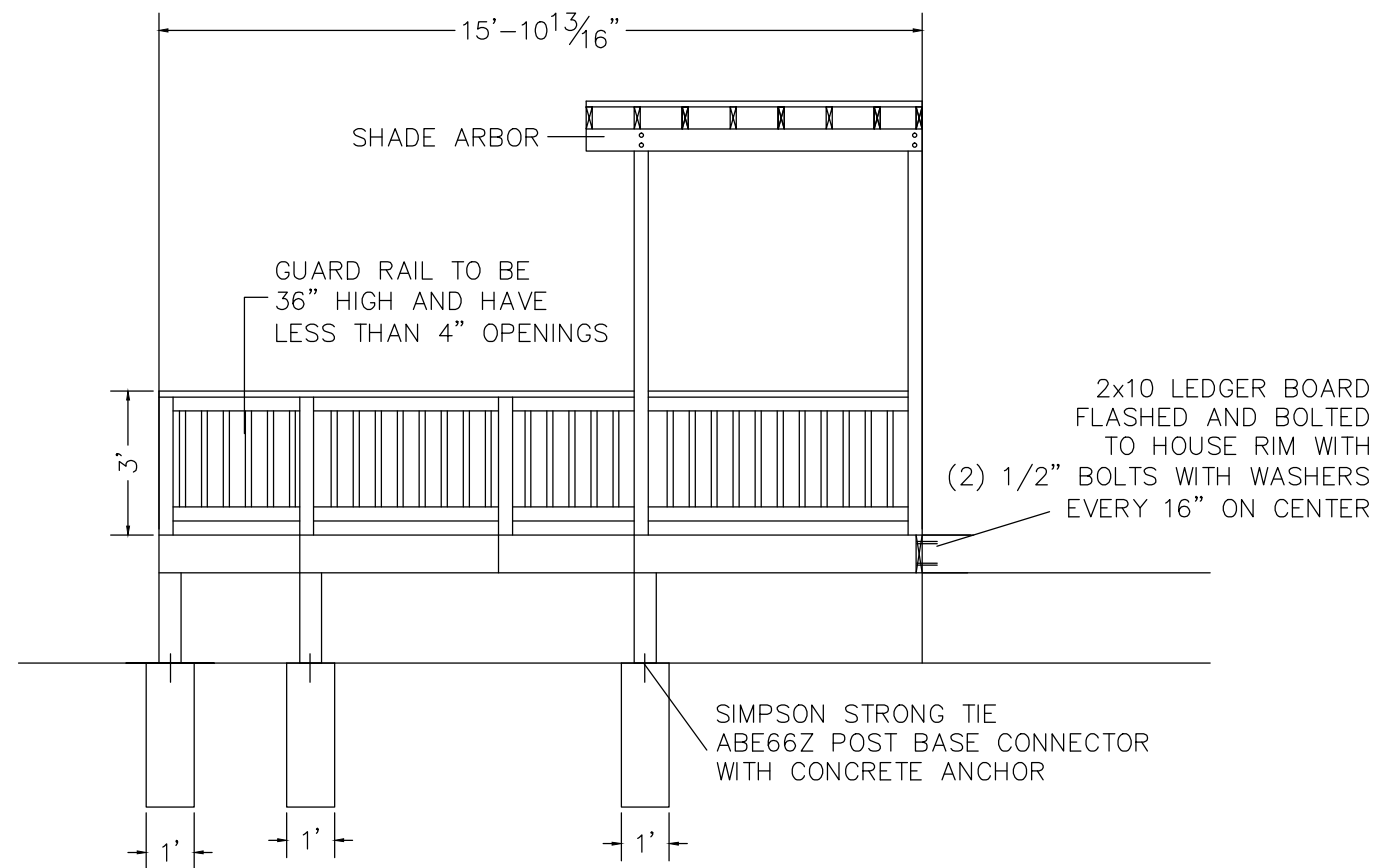 15’-10 13/16”
SHADE ARBOR
GUARD RAIL TO BE
36” HIGH AND HAVE
LESS THAN 4” OPENINGS
2x10 LEDGER BOARD
FLASHED AND BOLTED
TO HOUSE RIM WITH
(2) 1/2” BOLTS WITH WASHERS
EVERY 16” ON CENTER
3’
SIMPSON STRONG TIE
ABE66Z POST BASE CONNECTOR
WITH CONCRETE ANCHOR
1’
1’
1’